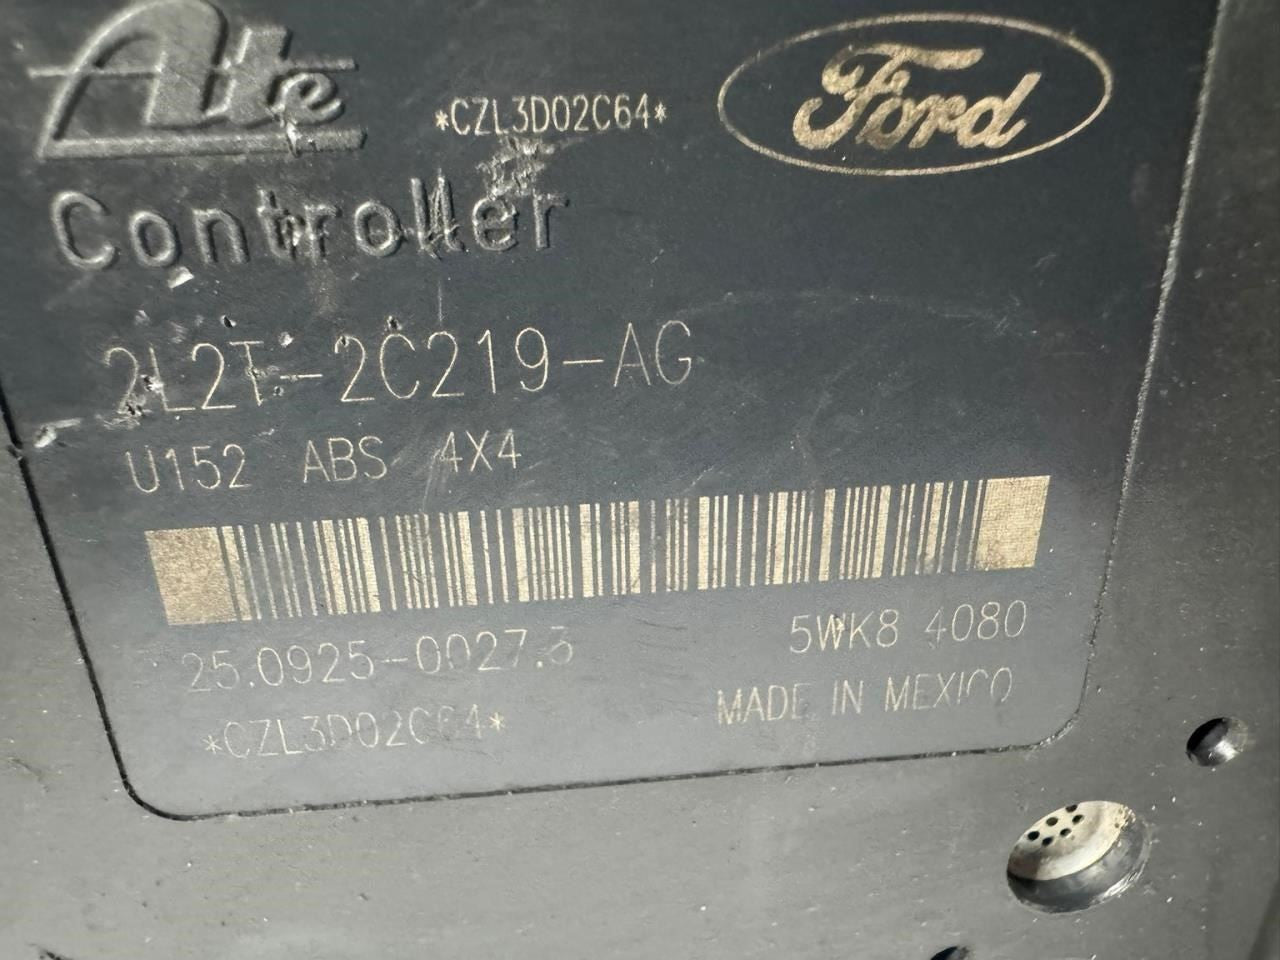 Ate
*CZL3D02C64*
Ford
Controller
2L2T-2C219-AG
U152 ABS 4X4
25.0925-0027.3
5WK8 4080
*CZL3D02C64*
MADE IN MEXICO